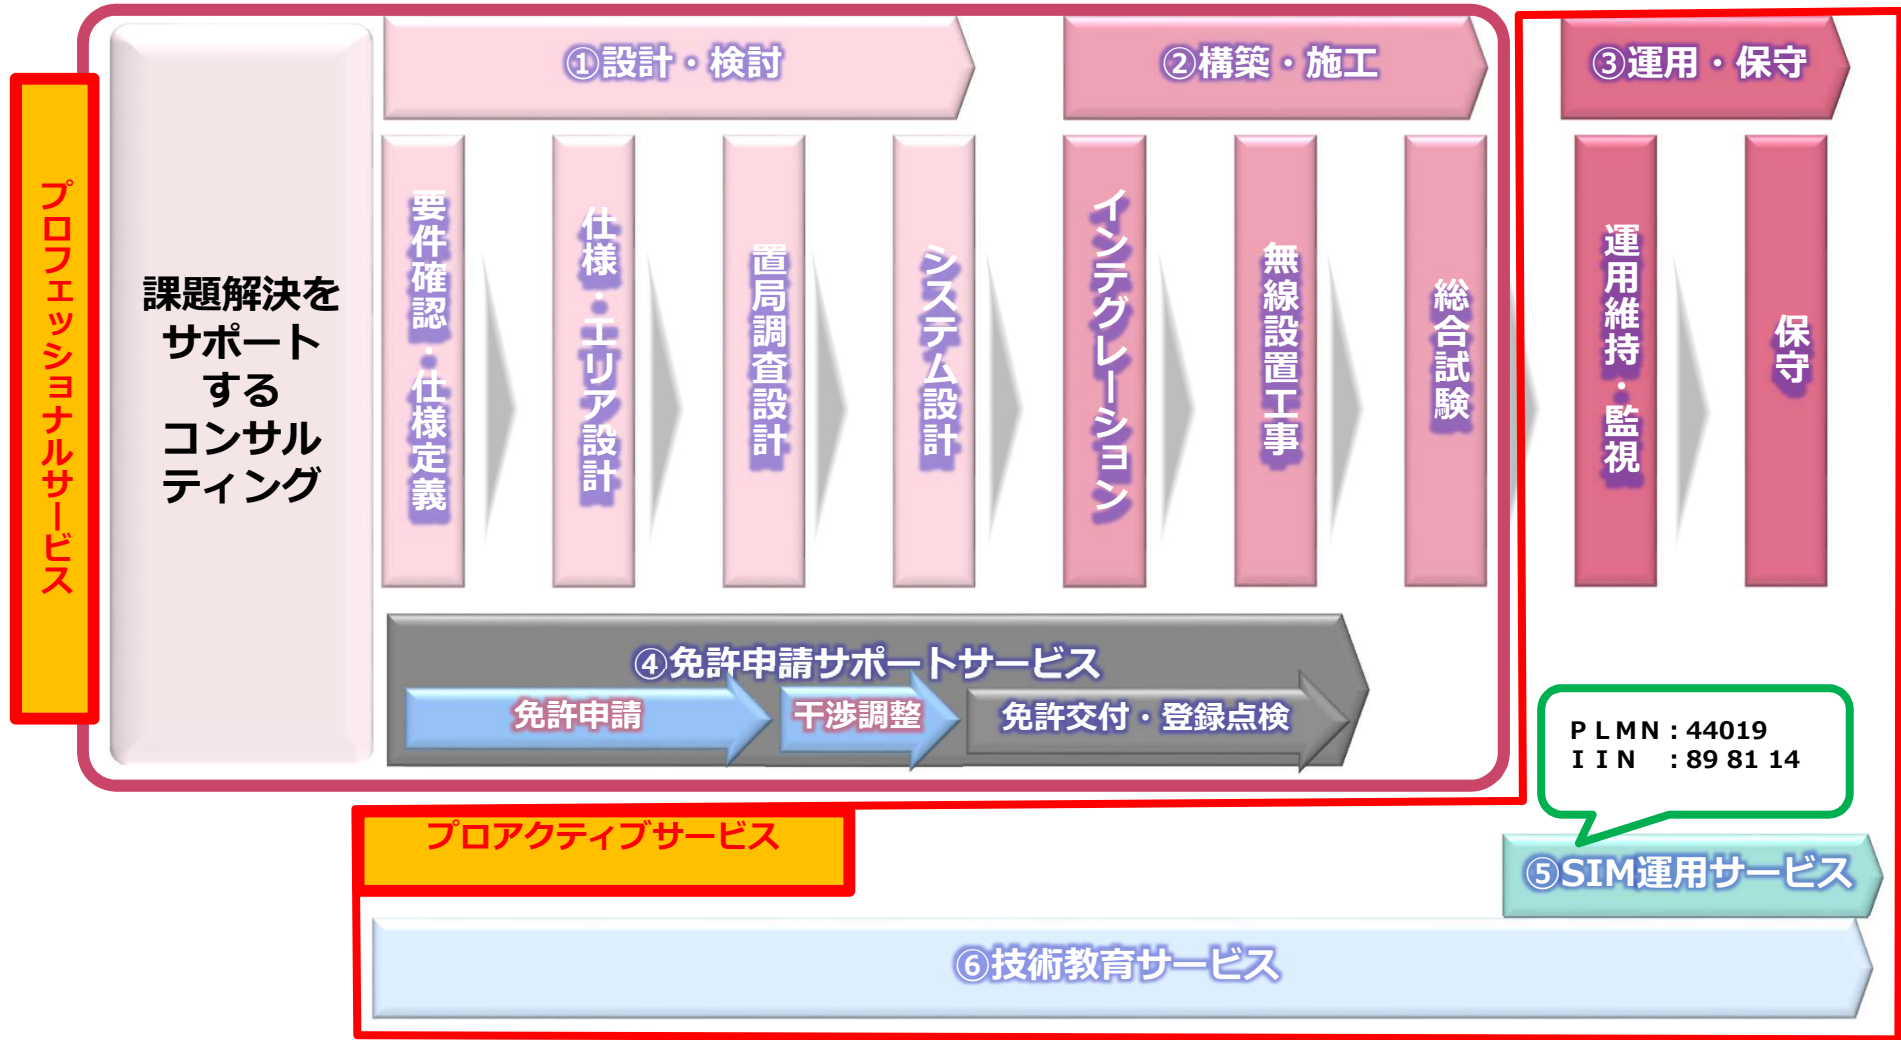 プロフェッショナルサービス
課題解決を
サポート
する
コンサル
ティング
①設計・検討
②構築・施工
③運用・保守
要件確認・仕様定義
仕様・エリア設計
置局調査設計
システム設計
インテグレーション
無線設置工事
総合試験
運用維持・監視
保守
④免許申請サポートサービス
免許申請
干渉調整
免許交付・登録点検
ＰＬＭＮ：44019
ＩＩＮ　：89 81 14
プロアクティブサービス
⑤SIM運用サービス
⑥技術教育サービス